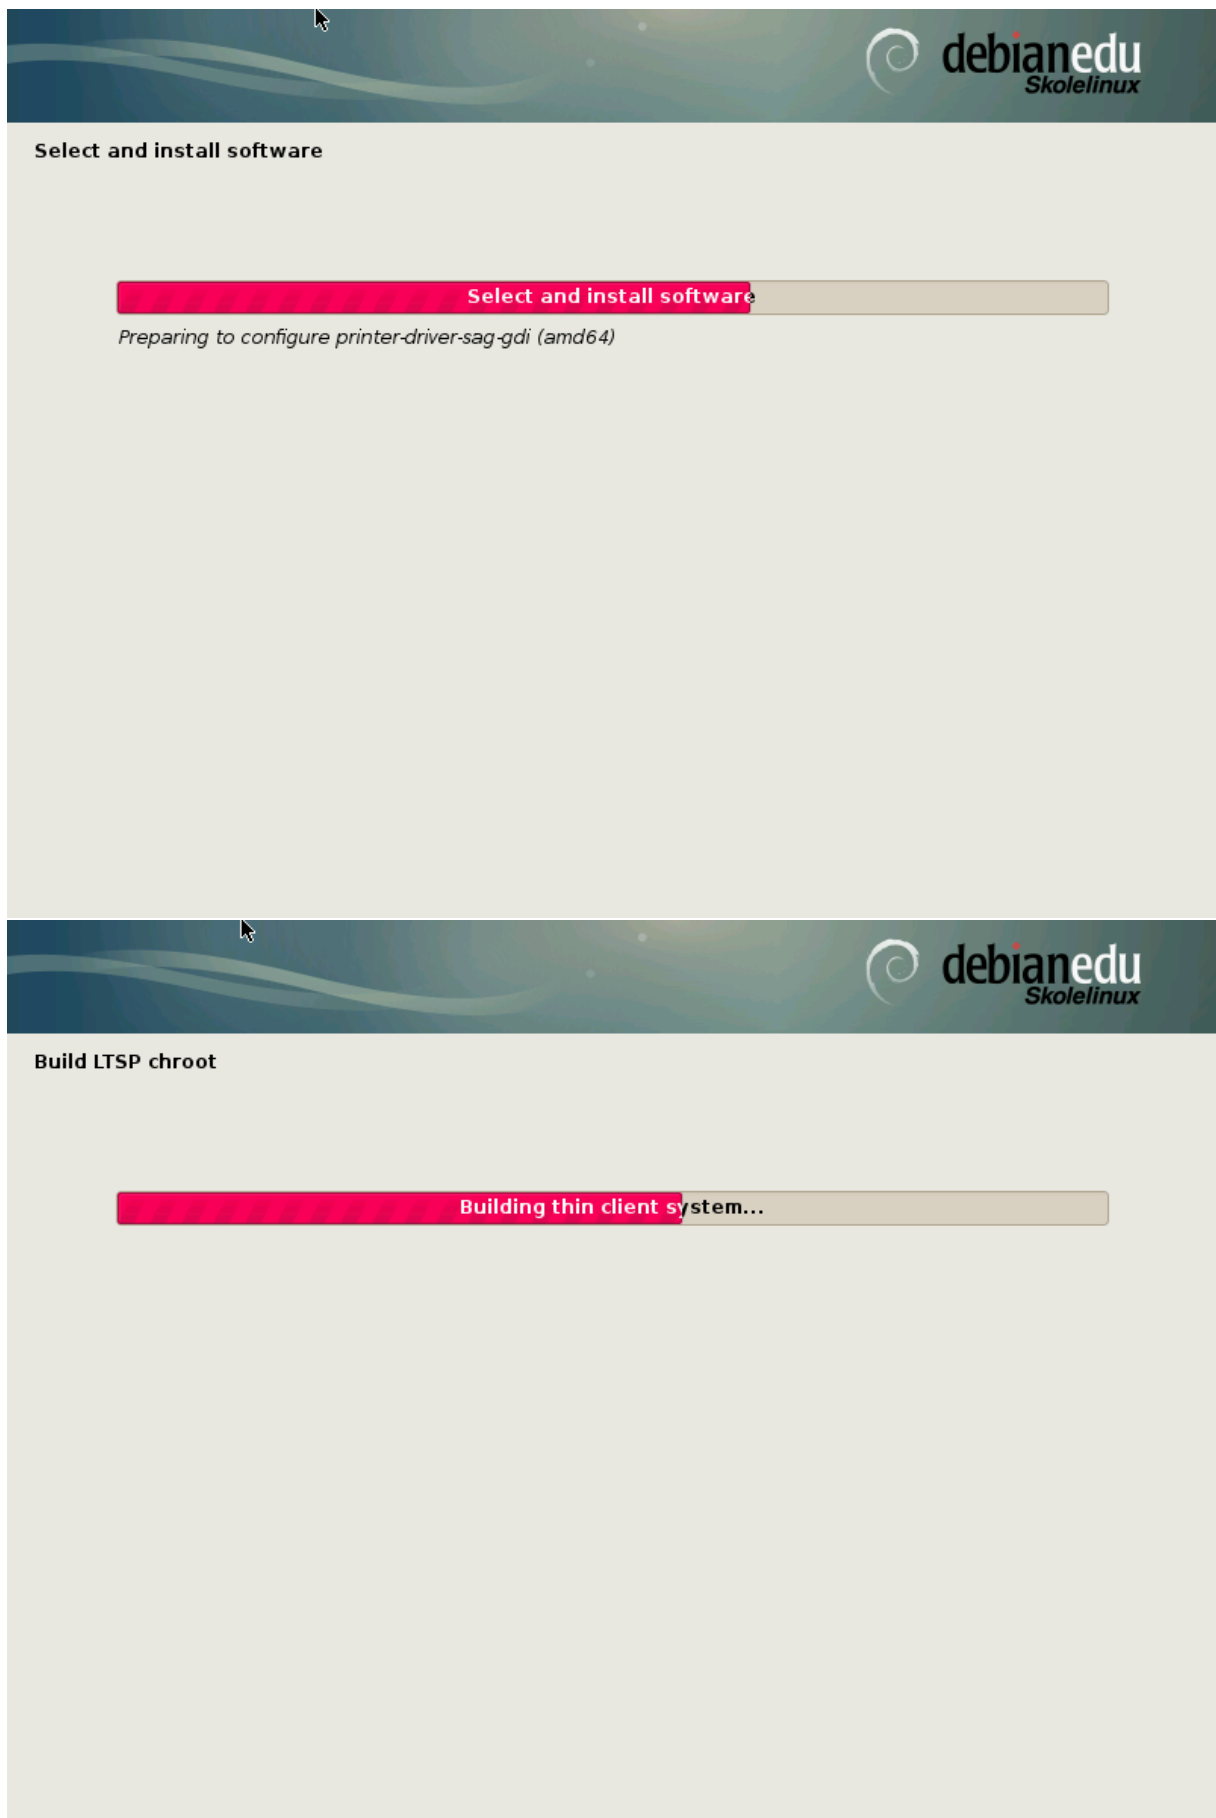 debianedu
Skolelinux
Select and install software
Select and install software
Preparing to configure printer-driver-sag-gdi (amd64)
debianedu
Skolelinux
Build LTSP chroot
Building thin client system...